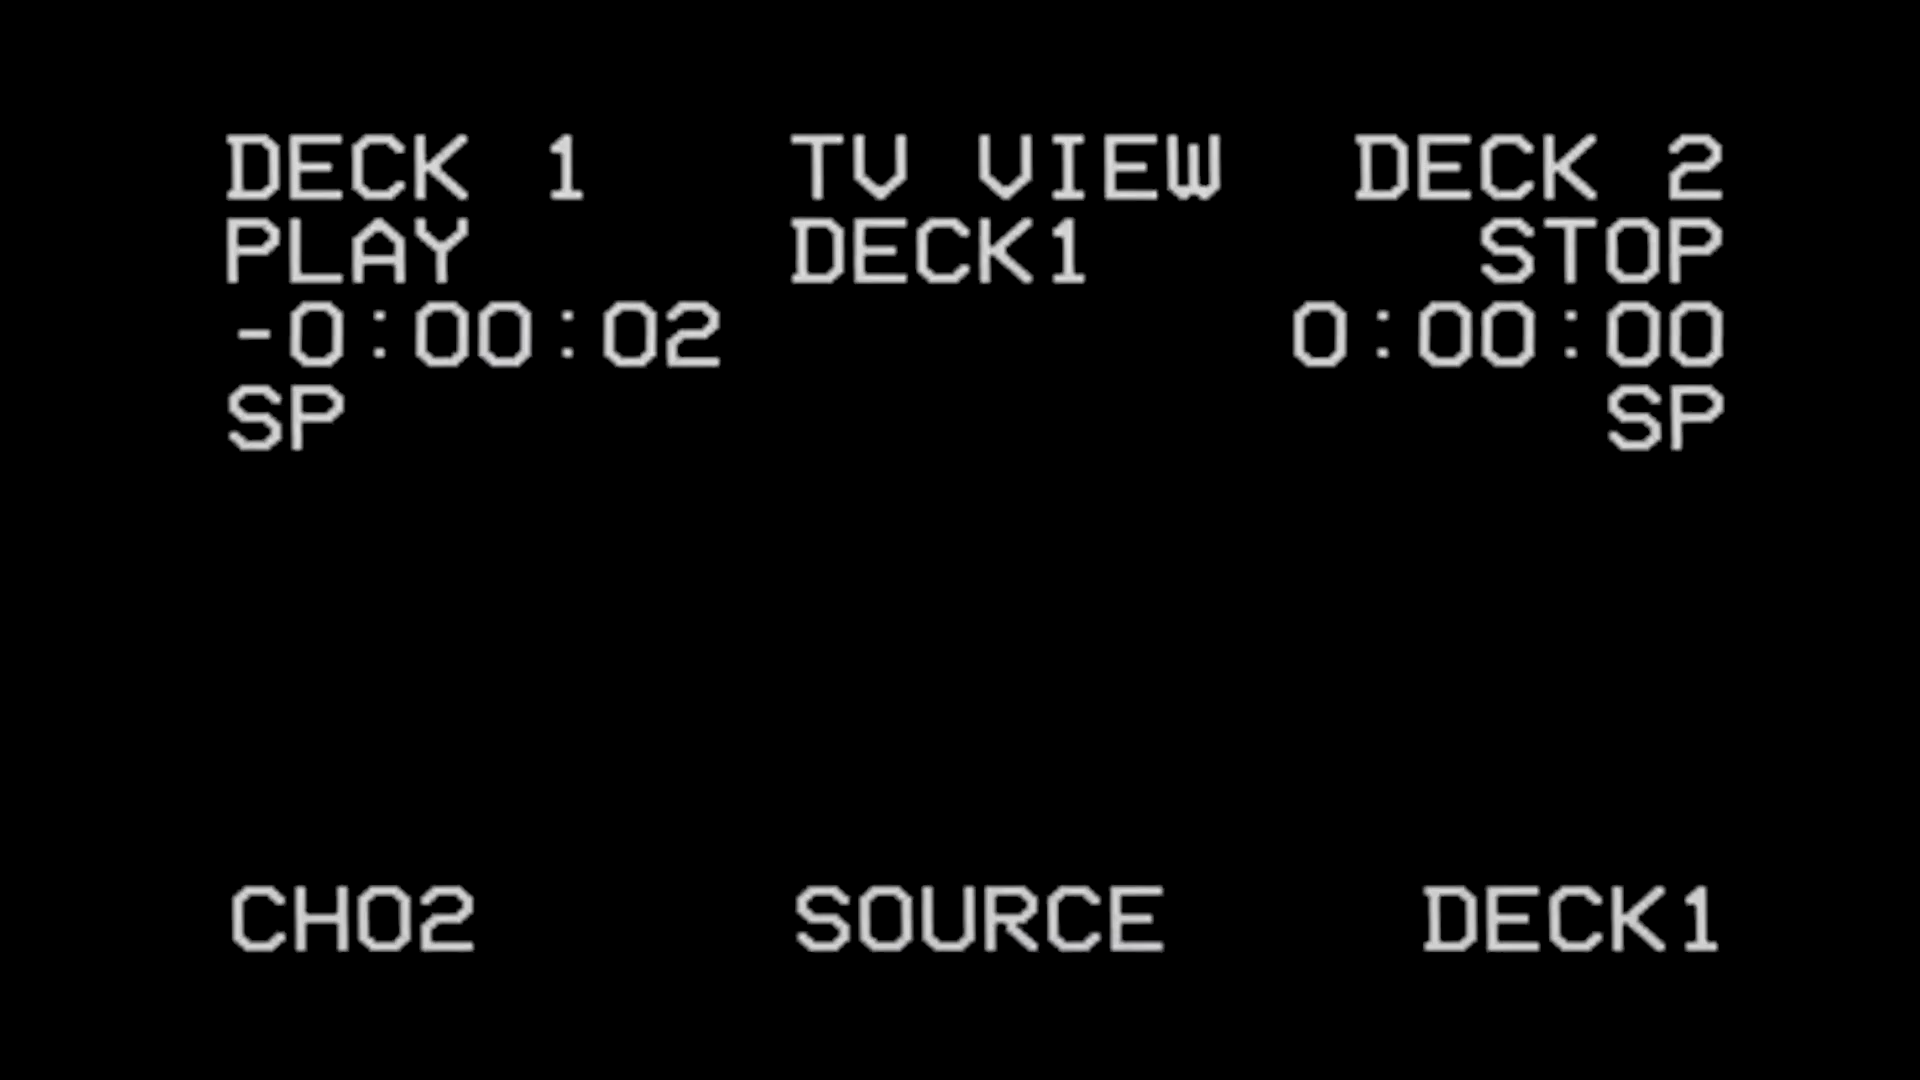 DECK 1 TV VIEW DECK 2
PLAY DECK1 STOP
-0:00:02 0:00:00
SP SP
CH02 SOURCE DECK1